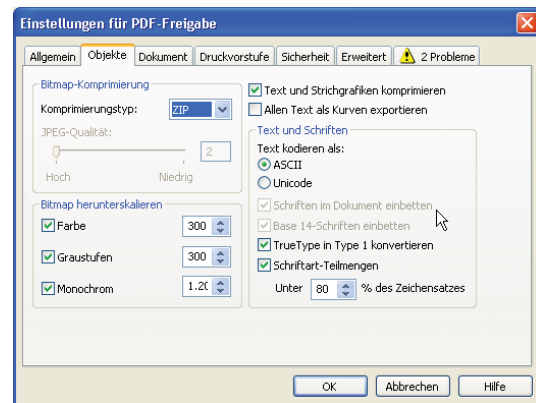 Einstellungen für PDF-Freigabe
Allgemein Objekte Dokument Druckvorstufe Sicherheit Erweitert 2 Probleme
Bitmap-Komprimierung
Komprimierungstyp: ZIP
JPEG-Qualität:
2
Hoch Niedrig
Bitmap herunterskalieren
Farbe 300
Graustufen 300
Monochrom 1.20
Text und Strichgrafiken komprimieren
Allen Text als Kurven exportieren
Text und Schriften
Text kodieren als:
ASCII
Unicode
Schriften im Dokument einbetten
Base 14-Schriften einbetten
TrueType in Type 1 konvertieren
Schriftart-Teilmengen
Unter 80 % des Zeichensatzes
OK Abbrechen Hilfe